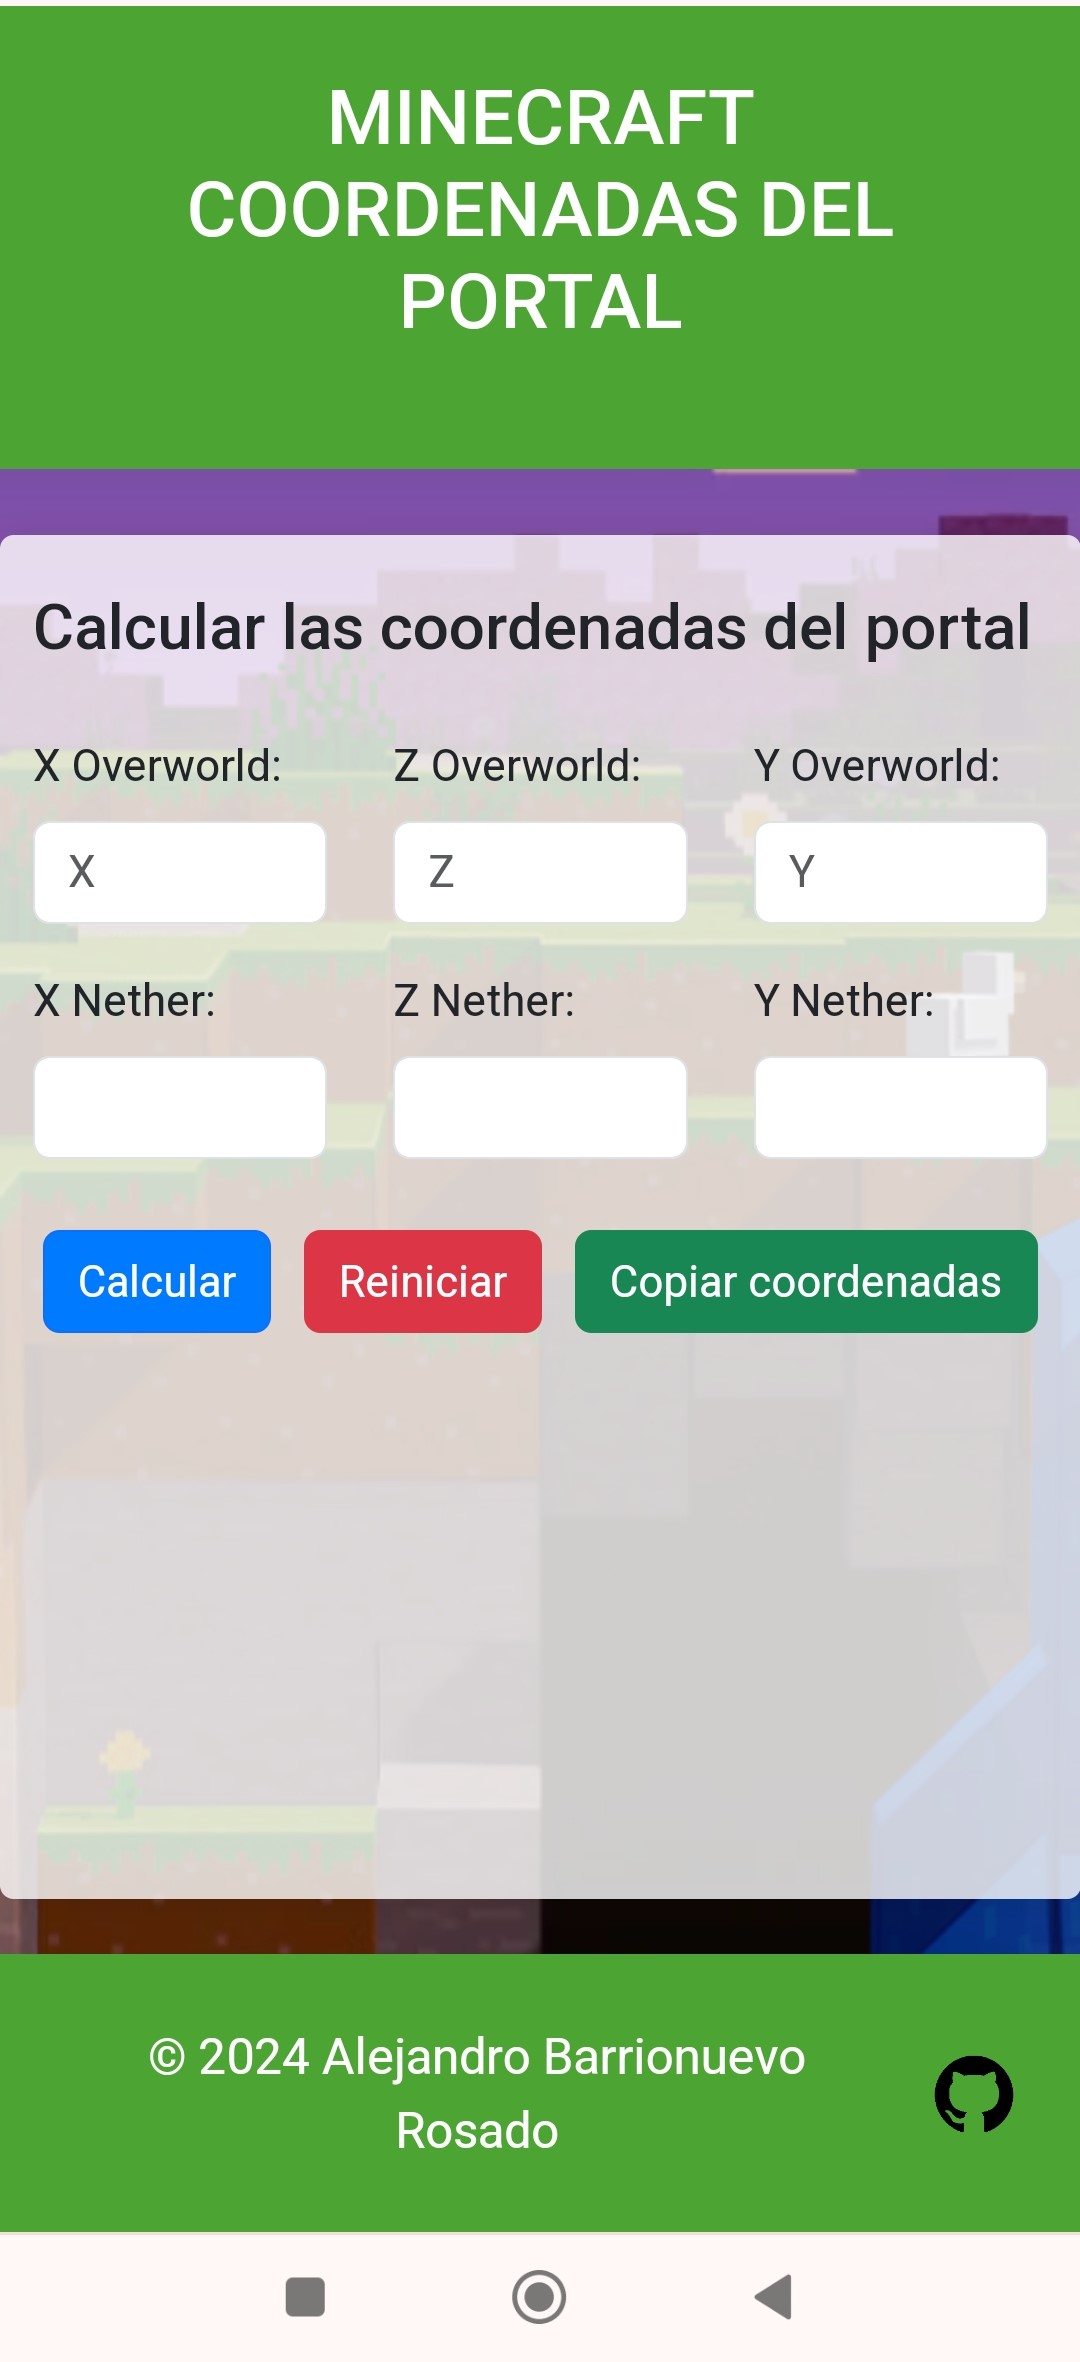 MINECRAFT
COORDENADAS DEL
PORTAL
Calcular las coordenadas del portal
X Overworld: Z Overworld: Y Overworld:
X Z Y
X Nether: Z Nether: Y Nether:
Calcular Reiniciar Copiar coordenadas
© 2024 Alejandro Barrionuevo
Rosado